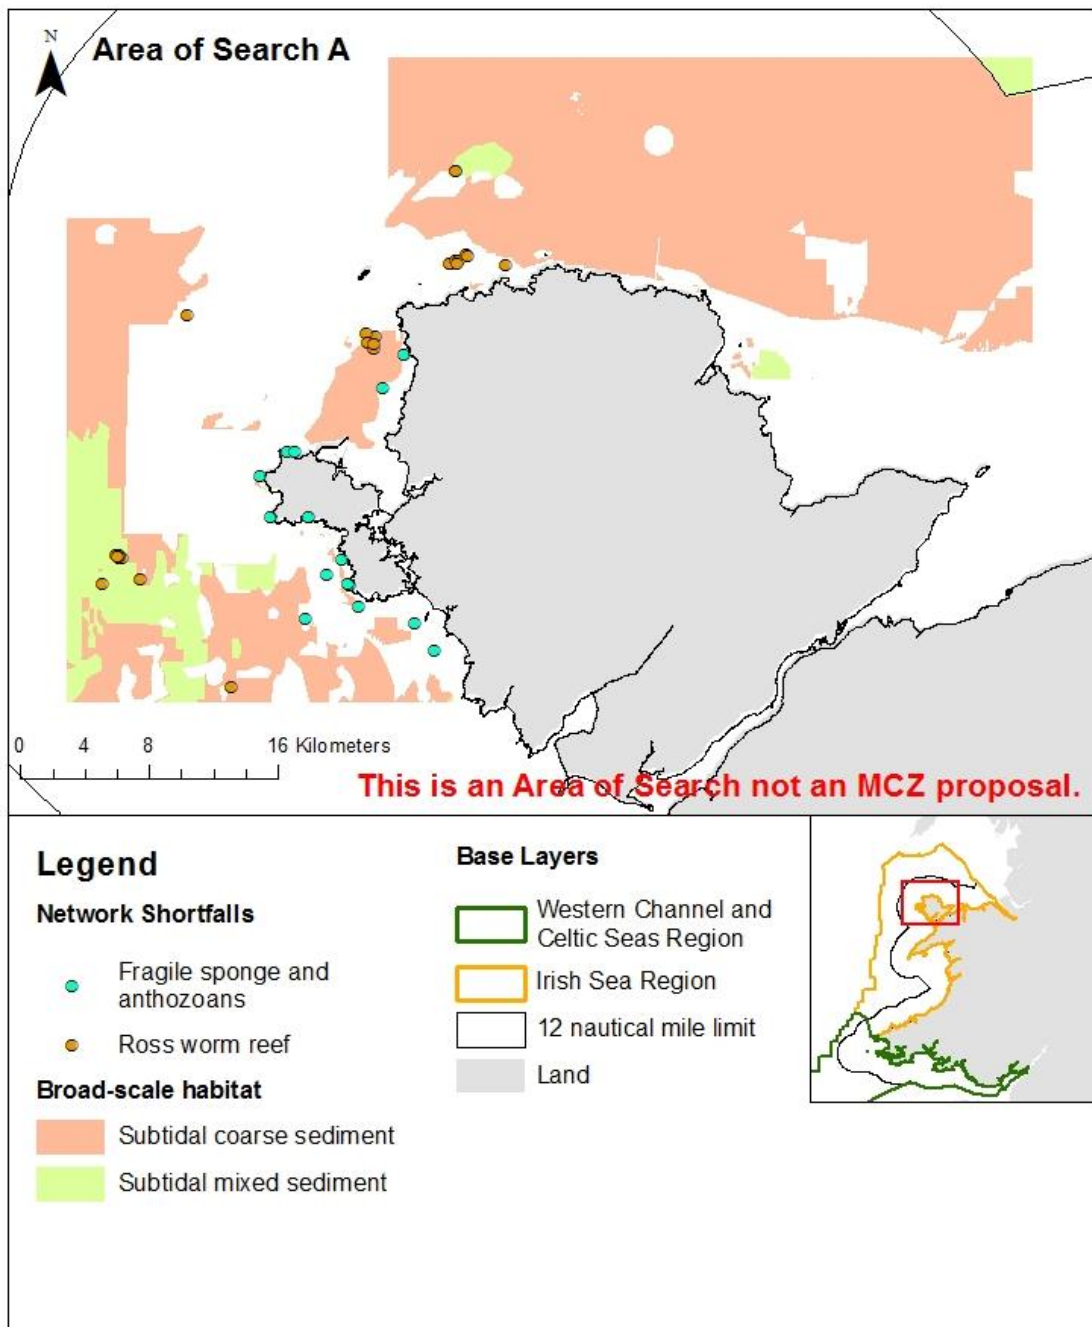 N
Area of Search A
0 4 8 16 Kilometers
This is an Area of Search not an MCZ proposal.
Legend
Network Shortfalls
Fragile sponge and
anthozoans
Ross worm reef
Broad-scale habitat
Subtidal coarse sediment
Subtidal mixed sediment
Base Layers
Western Channel and
Celtic Seas Region
Irish Sea Region
12 nautical mile limit
Land